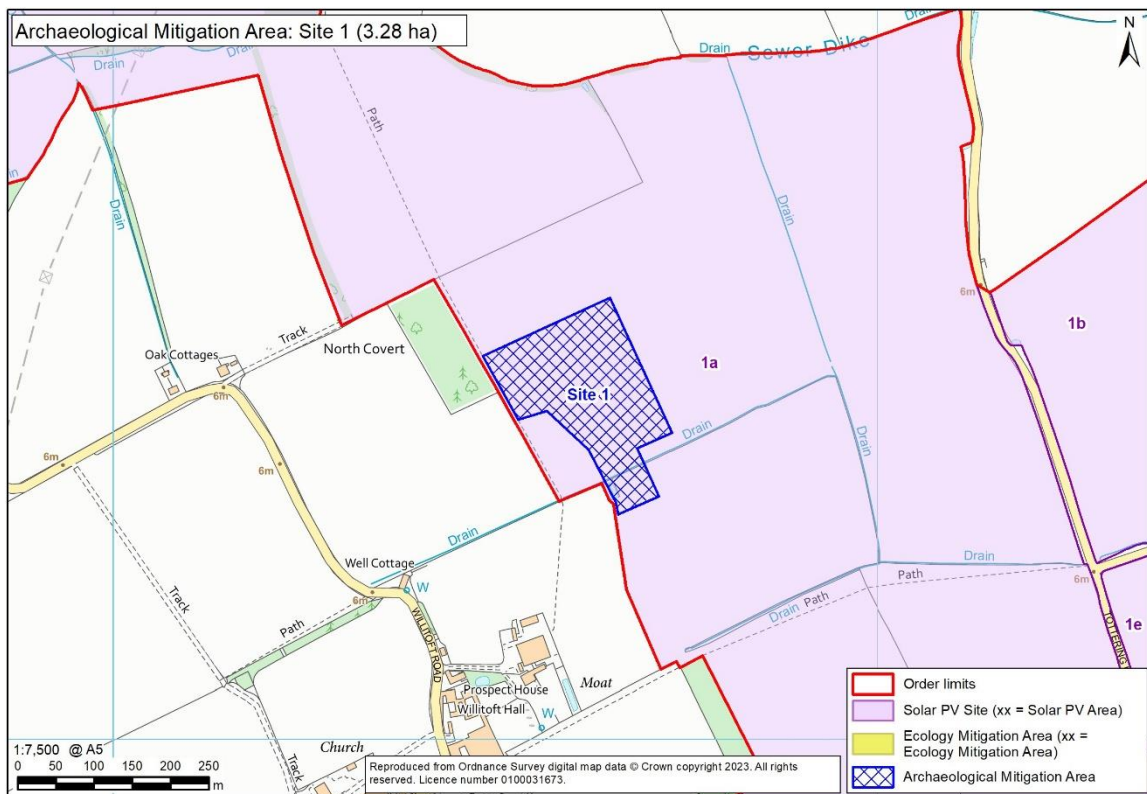 Archaeological Mitigation Area: Site 1 (3.28 ha)
N
Drain
Drain
Drain
Sewer Dike
Path
Drain
Drain
6m
1b
Track
North Covert
Oak Cottages
1a
Site 1
6m
6m
6m
Drain
Drain
Drain
Well Cottage
W
6m
Drain
Path
6m
Track
Path
WILLITOFT ROAD
Drain
Path
TOTTERING
1e
Prospect House
Moat
Willitoft Hall
W
Church
Order limits
Solar PV Site (xx = Solar PV Area)
Ecology Mitigation Area (xx =
Ecology Mitigation Area)
Archaeological Mitigation Area
1:7,500 @ A5
0 50 100 150 200 250
m
Reproduced from Ordnance Survey digital map data © Crown copyright 2023. All rights
reserved. Licence number 0100031673.